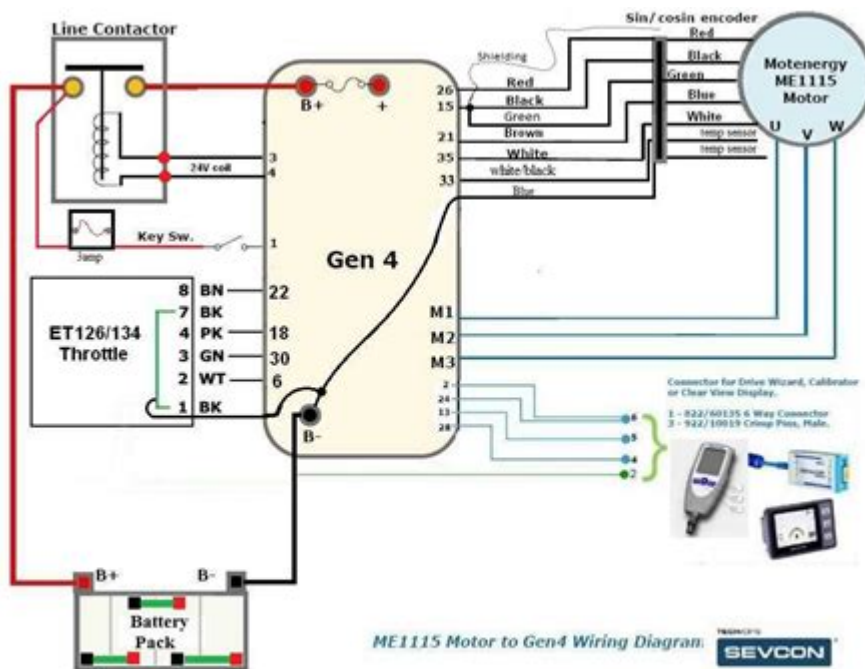 Line Contactor
Sin/cosin encoder
Shielding
Red
Black
Green
Blue
White
temp sensor
temp sensor
Motenergy
ME1115
Motor
U
V
W
B+
+
26
15
21
35
33
Red
Black
Green
Brown
White
white/black
Blue
24V coil
3
4
Key Sw.
1
Gen 4
ET126/134
Throttle
8 BN 22
7 BK
4 PK 18
3 GN 30
2 WT 6
1 BK
B-
M1
M2
M3
2
24
13
28
6
5
4
2
Connector for Drive Wizard, Calibrator
or Clear View Display.
1 - 822/60135 6 Way Connector
3 - 922/10019 Crimp Pins, Male.
B+
B-
Battery
Pack
ME1115 Motor to Gen4 Wiring Diagram
SEVCON